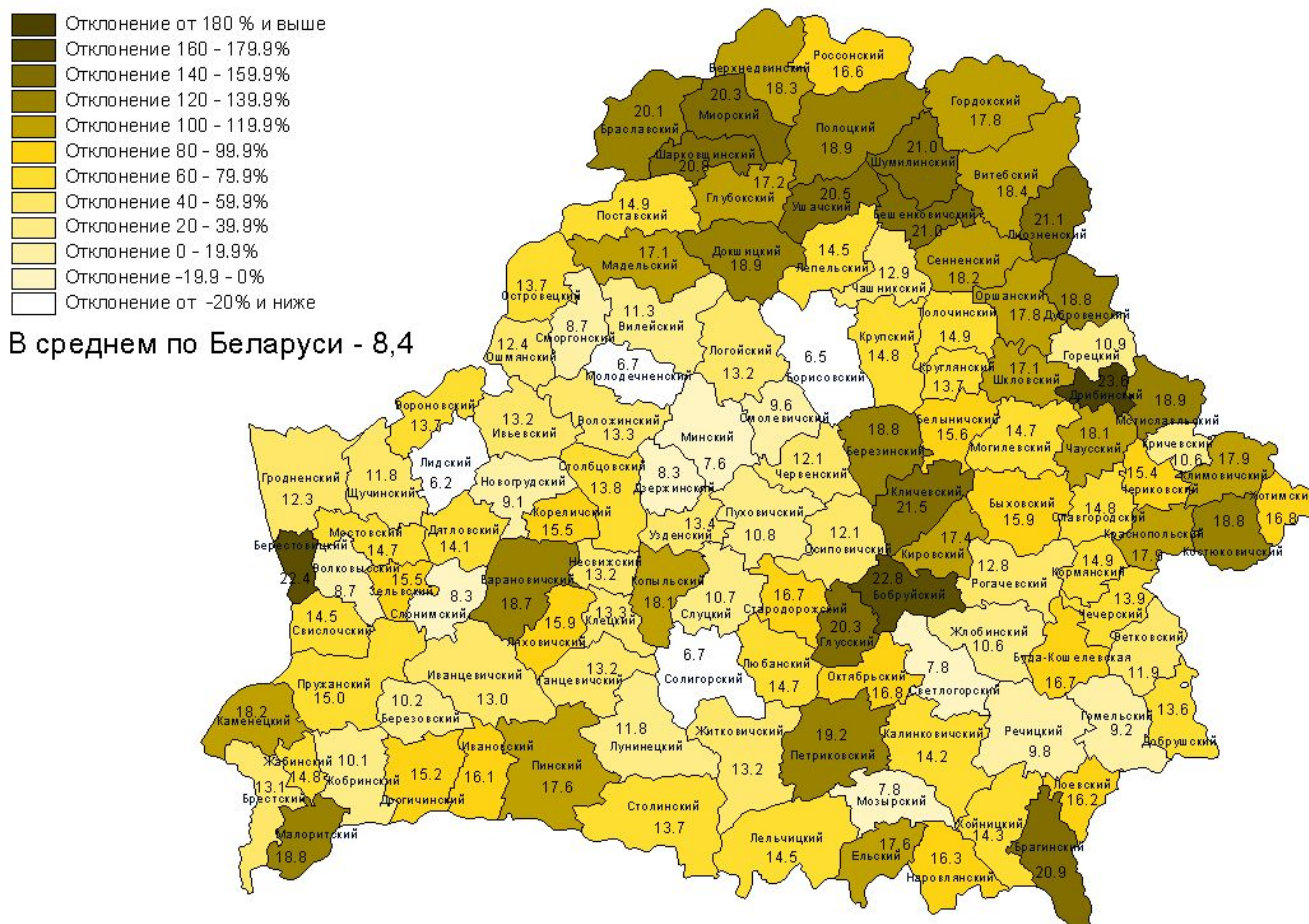 Отклонение от 180 % и выше
Отклонение 160 - 179.9%
Отклонение 140 - 159.9%
Отклонение 120 - 139.9%
Отклонение 100 - 119.9%
Отклонение 80 - 99.9%
Отклонение 60 - 79.9%
Отклонение 40 - 59.9%
Отклонение 20 - 39.9%
Отклонение 0 - 19.9%
Отклонение -19.9 - 0%
Отклонение от -20% и ниже
В среднем по Беларуси - 8,4
Россонский
16.6
Верхнедвинский
18.3
20.3
Миорский
20.1
Браславский
Гордокский
17.8
Полоцкий
18.9
21.0
Шумилинский
Шарковщинский
20.8
Витебский
18.4
17.2
Глубокский
20.5
Ушачский
Бешенковичский
21.0
21.1
Лиозненский
14.9
Поставский
17.1
Мядельский
Докшицкий
18.9
14.5
Лепельский
12.9
Чашникский
Сенненский
18.2
13.7
Островецкий
Оршанский
17.8
18.8
Дубровенский
8.7
Сморгонский
11.3
Вилейский
12.4
Ошмянский
6.7
Молодечненский
Логойский
13.2
6.5
Борисовский
Крупский
14.8
Толочинский
14.9
Круглянский
13.7
10.9
Горецкий
17.1
Шкловский
23.6
Дрибинский
18.9
Мстиславльский
Вороновский
13.7
13.2
Ивьевский
Воложинский
13.3
9.6
Смолевичский
Минский
7.6
18.8
Березинский
Белыничский
15.6
14.7
Могилевский
18.1
Чаусский
Кричевский
10.6
17.9
Климовичский
Гродненский
12.3
11.8
Щучинский
Лидский
6.2
Новогрудский
9.1
Столбцовский
13.8
8.3
Дзержинский
12.1
Червенский
15.4
Чериковский
Хотимский
16.8
Кличевский
21.5
Быховский
15.9
14.8
Славгородский
Краснопольский
17.9
18.8
Костюковичский
Мостовский
14.7
Дятловский
14.1
Кореличский
15.5
13.4
Узденский
Пуховичский
10.8
12.1
Осиповичский
17.4
Кировский
Берестовицкий
22.4
Волковысский
8.7
15.5
Зельвский
8.3
Слонимский
Барановичский
18.7
Несвижский
13.2
Копыльский
18.1
10.7
Слуцкий
16.7
Стародорожский
22.8
Бобруйский
12.8
Рогачевский
14.9
Кормянский
14.5
Свислочский
15.9
Ляховичский
13.3
Клецкий
20.3
Глусский
13.9
Чечерский
Жлобинский
10.6
Ветковский
11.9
Буда-Кошелевская
16.7
Пружанский
15.0
Иванцевичский
13.0
13.2
Ганцевичский
6.7
Солигорский
Любанский
14.7
Октябрьский
16.8
7.8
Светлогорский
18.2
Каменецкий
10.2
Березовский
11.8
Лунинецкий
Житковичский
13.2
19.2
Петриковский
Калинковичский
14.2
Речицкий
9.8
Гомельский
9.2
13.6
Добрушский
Жабинский
14.8
10.1
Жобринский
13.1
Брестский
15.2
Дрогичинский
Ивановский
16.1
Пинский
17.6
Столинский
13.7
7.8
Мозырский
Лоевский
16.2
Малоритский
18.8
Лельчицкий
14.5
17.6
Ельский
16.3
Наровлянский
Хойницкий
14.3
Брагинский
20.9